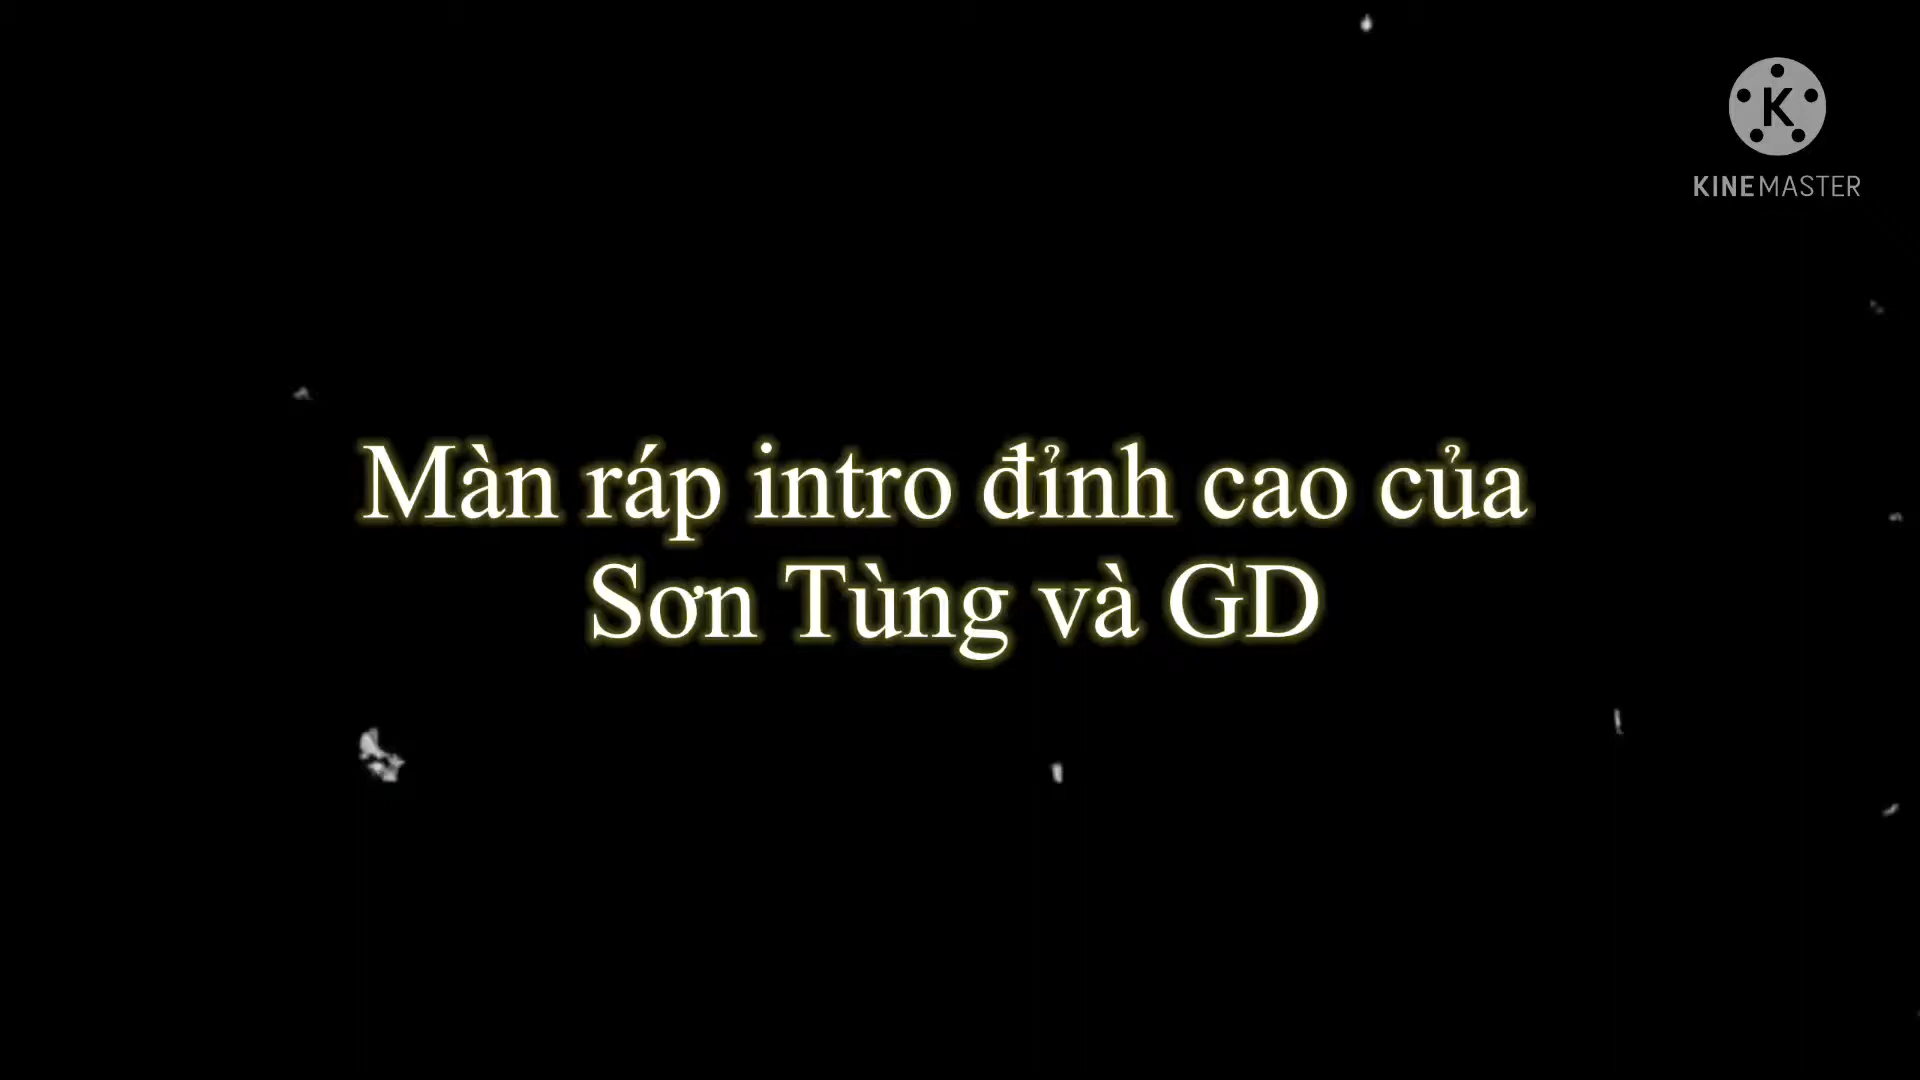 K
KINEMASTER
Màn ráp intro đỉnh cao của
Sơn Tùng và GD